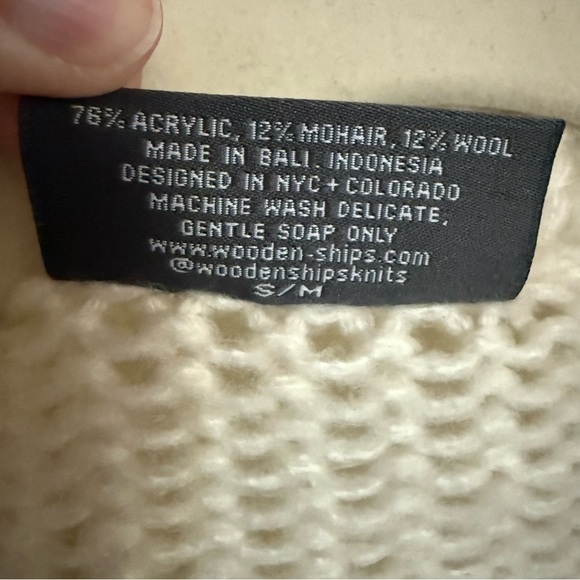 76% ACRYLIC, 12% MOHAIR, 12% WOOL
MADE IN BALI. INDONESIA
DESIGNED IN NYC+COLORADO
MACHINE WASH DELICATE,
GENTLE SOAP ONLY
www.wooden-ships.com
@woodenshipsknits
S/M